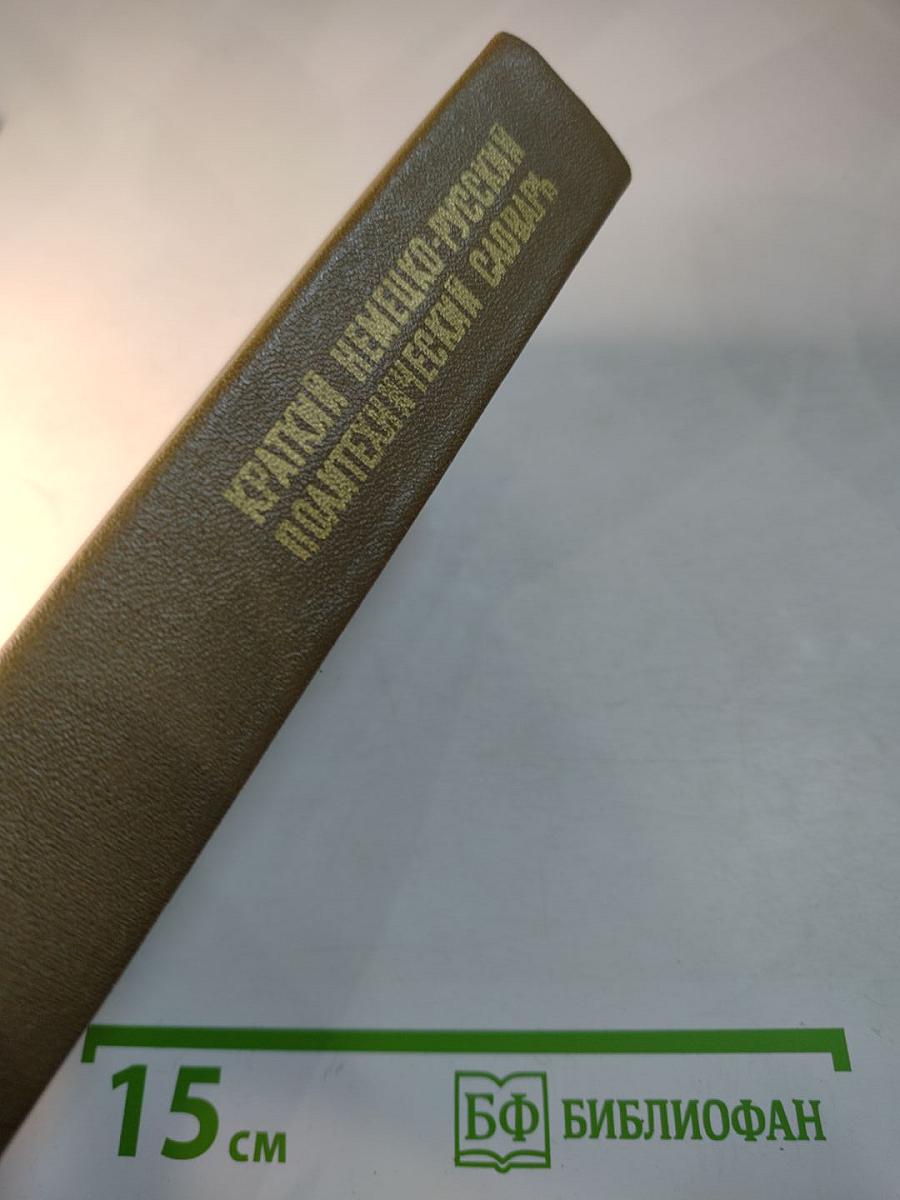 КРАТКИЙ НЕМЕЦКО-РУССКИЙ
ПОЛИТЕХНИЧЕСКИЙ СЛОВАРЬ
15 см
БФ БИБЛИОФАН